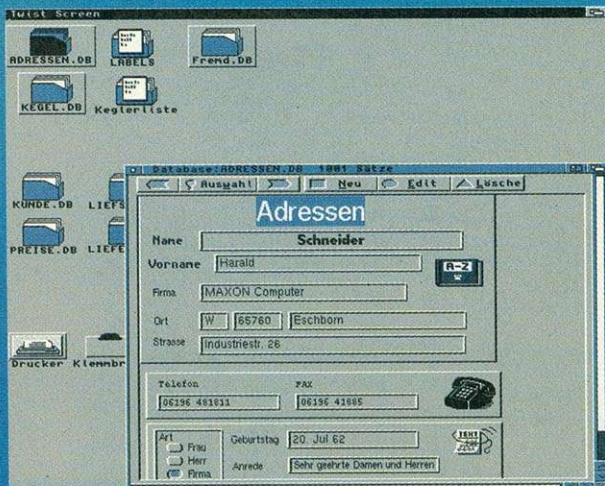 Twist Screen
ADRESSEN.DB
LABELS
Fremd.DB
KEGEL.DB
Keglerliste
KUNDE.DB
PREISE.DB
Drucker
Database:ADRESSEN.DB 1001 Sätze
Auswahl Neu Edit Lösche
Adressen
Name Schneider
Vorname Harald
A-Z
Firma MAXON Computer
Ort W 65760 Eschborn
Strasse Industriestr. 26
Telefon FAX
06196 481811 06196 41885
Art
Frau
Herr
Firma
Geburtstag 20. Jul 62
Anrede Sehr geehrte Damen und Herren
TEXT